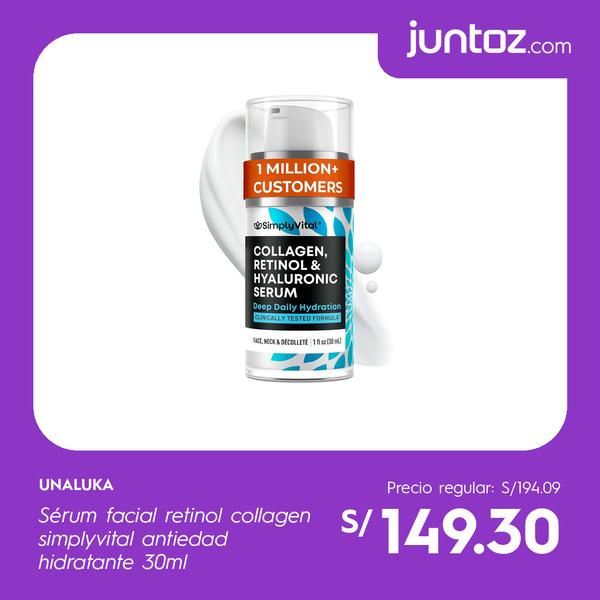 juntoz.com
1 MILLION+
CUSTOMERS
SimplyVital®
COLLAGEN,
RETINOL &
HYALURONIC
SERUM
Deep Daily Hydration
CLINICALLY TESTED FORMULA
FACE, NECK & DÉCOLLETÉ | 1 fl oz (30 mL)
UNALUKA
Sérum facial retinol collagen
simplyvital antiedad
hidratante 30ml
Precio regular: S/194.09
S/149.30